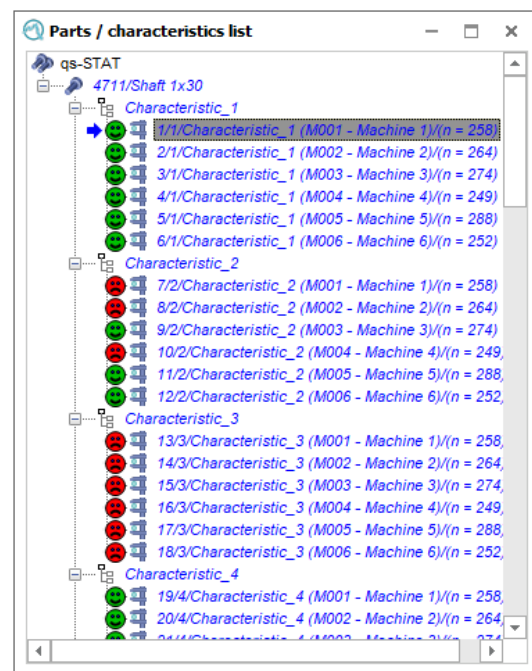 Parts / characteristics list
qs-STAT
4711/Shaft 1x30
Characteristic_1
1/1/Characteristic_1 (M001 - Machine 1)/(n = 258)
2/1/Characteristic_1 (M002 - Machine 2)/(n = 264)
3/1/Characteristic_1 (M003 - Machine 3)/(n = 274)
4/1/Characteristic_1 (M004 - Machine 4)/(n = 249)
5/1/Characteristic_1 (M005 - Machine 5)/(n = 288)
6/1/Characteristic_1 (M006 - Machine 6)/(n = 252)
Characteristic_2
7/2/Characteristic_2 (M001 - Machine 1)/(n = 258)
8/2/Characteristic_2 (M002 - Machine 2)/(n = 264)
9/2/Characteristic_2 (M003 - Machine 3)/(n = 274)
10/2/Characteristic_2 (M004 - Machine 4)/(n = 249
11/2/Characteristic_2 (M005 - Machine 5)/(n = 288
12/2/Characteristic_2 (M006 - Machine 6)/(n = 252
Characteristic_3
13/3/Characteristic_3 (M001 - Machine 1)/(n = 258
14/3/Characteristic_3 (M002 - Machine 2)/(n = 264
15/3/Characteristic_3 (M003 - Machine 3)/(n = 274
16/3/Characteristic_3 (M004 - Machine 4)/(n = 249
17/3/Characteristic_3 (M005 - Machine 5)/(n = 288
18/3/Characteristic_3 (M006 - Machine 6)/(n = 252
Characteristic_4
19/4/Characteristic_4 (M001 - Machine 1)/(n = 258
20/4/Characteristic_4 (M002 - Machine 2)/(n = 264
21/4/Characteristic_4 (M003 - Machine 3)/(n = 274